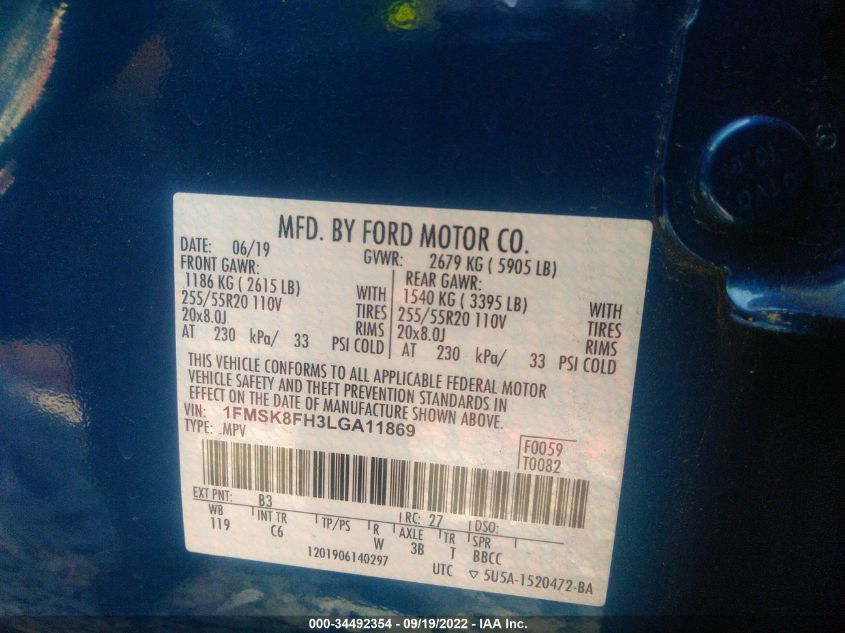 MFD. BY FORD MOTOR CO.
DATE: 06/19 GVWR: 2679 KG ( 5905 LB)
FRONT GAWR: REAR GAWR:
1186 KG ( 2615 LB) WITH 1540 KG ( 3395 LB) WITH
255/55R20 110V TIRES 255/55R20 110V TIRES
20x8.0J RIMS 20x8.0J RIMS
AT 230 kPa/ 33 PSI COLD AT 230 kPa/ 33 PSI COLD
THIS VEHICLE CONFORMS TO ALL APPLICABLE FEDERAL MOTOR
VEHICLE SAFETY AND THEFT PREVENTION STANDARDS IN
EFFECT ON THE DATE OF MANUFACTURE SHOWN ABOVE.
VIN: 1FMSK8FH3LGA11869
TYPE: MPV
F0059
T0082
EXT PNT: B3 RC: 27 DSO:
WB INT TR TP/PS R AXLE TR SPR
119 C6 W 3B T BBCC
1201906140297 UTC ▽ 5U5A-1520472-BA
000-34492354 - 09/19/2022 - IAA Inc.